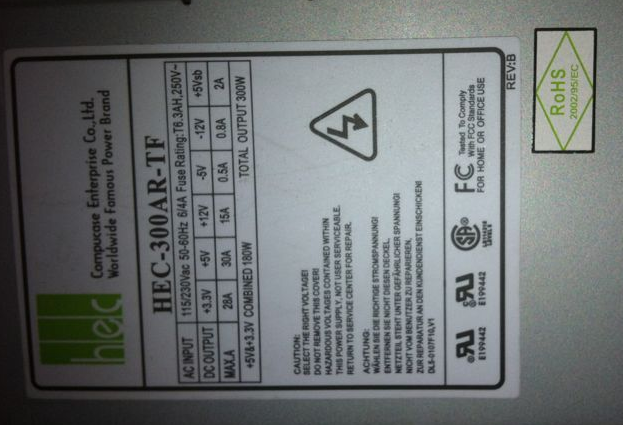 hec
Compucase Enterprise Co.,Ltd.
Worldwide Famous Power Brand
HEC-300AR-TF
AC INPUT 115/230Vac 50-60Hz 6/4A Fuse Rating:T6.3AH,250V~
DC OUTPUT +3.3V +5V +12V -5V -12V +5Vsb
MAX.A 28A 30A 15A 0.5A 0.8A 2A
+5V&+3.3V COMBINED 180W TOTAL OUTPUT 300W
CAUTION:
SELECT THE RIGHT VOLTAGE!
DO NOT REMOVE THIS COVER!
HAZARDOUS VOLTAGES CONTAINED WITHIN
THIS POWER SUPPLY, NOT USER SERVICEABLE.
RETURN TO SERVICE CENTER FOR REPAIR.
ACHTUNG:
WÄHLEN SIE DIE RICHTIGE STROMSPANNUNG!
ENTFERNEN SIE NICHT DIESEN DECKEL,
NETZTEIL STEHT UNTER GEFÄHRLICHER SPANNUNG!
NICHT VOM BENUTZER ZU REPARIEREN.
ZUR REPARATUR AN DEN KUNDENDIENST EINSCHICKEN!
DL5-0107F10,V1
E199442
E199442
FC Tested To Comply
With FCC Standards
FOR HOME OR OFFICE USE
REV:B
RoHS
2002/95/EC